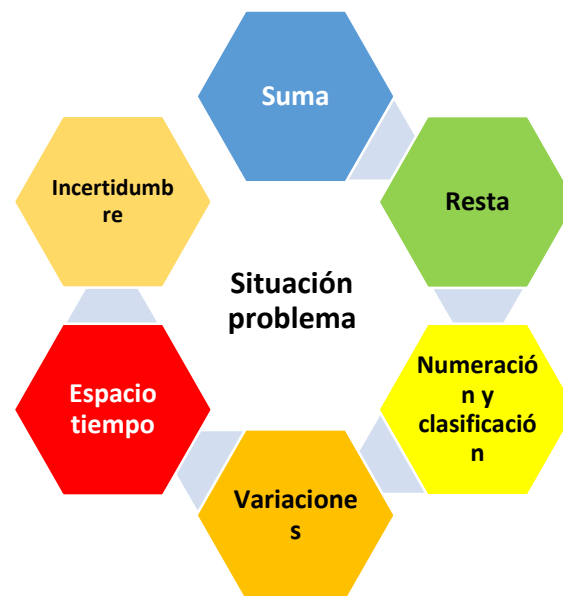 Suma
Resta
Numeració
n y
clasificació
n
Variacione
s
Espacio
tiempo
Incertidumb
re
Situación
problema